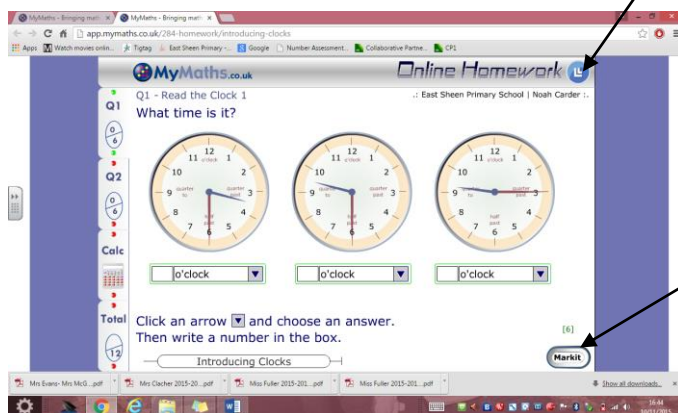 MyMaths - Bringing mat
MyMaths - Bringing mat
app.mymaths.co.uk/284-homework/introducing-clocks
Apps Watch movies onlin... Tigtag East Sheen Primary -... Google Number Assessment... Collaborative Partne... CP1
MyMaths.co.uk Online Homework
Q1 - Read the Clock 1 .: East Sheen Primary School | Noah Carder :.
What time is it?
Q1
0
6
Q2
0
6
Calc
Total
12
12 1 2 3 4 5 6 7 8 9 10 11
o'clock
quarter past
half past
quarter to
12 1 2 3 4 5 6 7 8 9 10 11
o'clock
quarter past
half past
quarter to
12 1 2 3 4 5 6 7 8 9 10 11
o'clock
quarter past
half past
quarter to
o'clock o'clock o'clock
Click an arrow and choose an answer.
Then write a number in the box.
[6]
Markit
Introducing Clocks
Mrs Evans- Mrs McG...pdf Mrs Clacher 2015-20...pdf Miss Fuller 2015-201...pdf Miss Fuller 2015-201...pdf Show all downloads...
16:44
10/11/2015